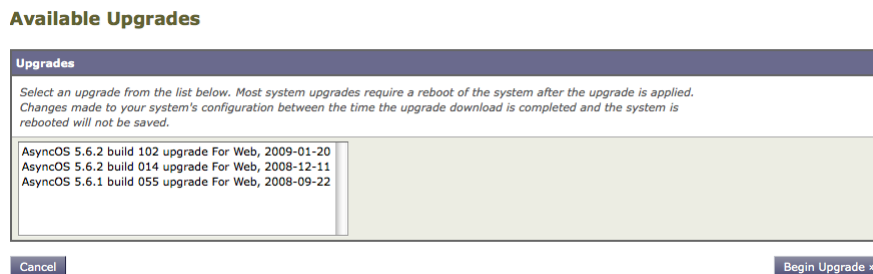 Available Upgrades
Upgrades
Select an upgrade from the list below. Most system upgrades require a reboot of the system after the upgrade is applied.
Changes made to your system's configuration between the time the upgrade download is completed and the system is
rebooted will not be saved.
AsyncOS 5.6.2 build 102 upgrade For Web, 2009-01-20
AsyncOS 5.6.2 build 014 upgrade For Web, 2008-12-11
AsyncOS 5.6.1 build 055 upgrade For Web, 2008-09-22
Cancel
Begin Upgrade »